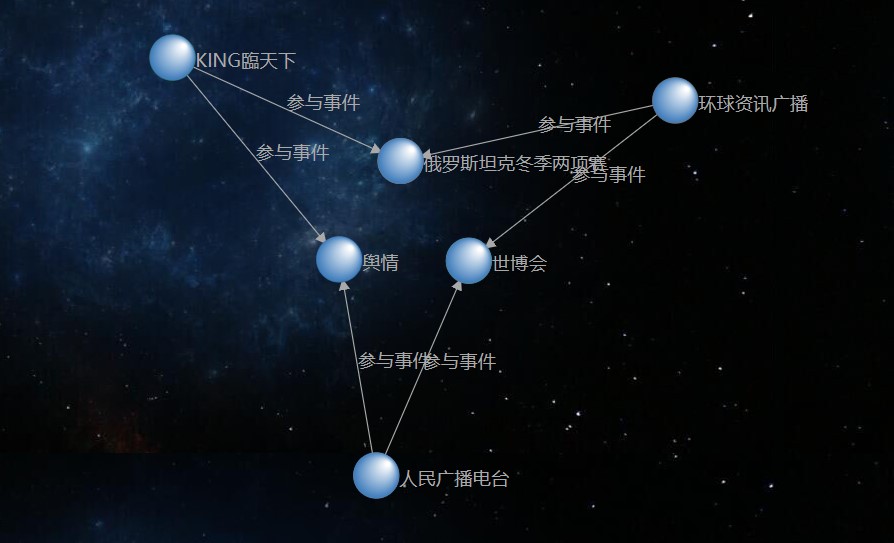 KING臨天下
参与事件
环球资讯广播
参与事件
参与事件
俄罗斯坦克冬季两项赛
参与事件
舆情
世博会
参与事件
参与事件
人民广播电台